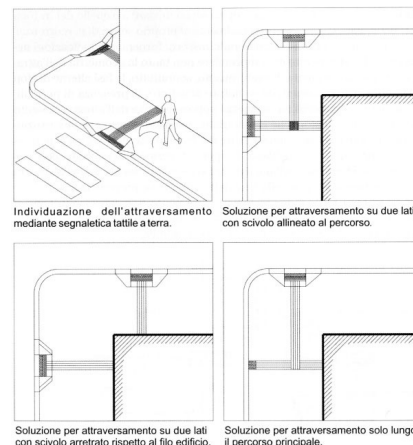 Individuazione dell'attraversamento
mediante segnaletica tattile a terra.
Soluzione per attraversamento su due lati
con scivolo allineato al percorso.
Soluzione per attraversamento su due lati
con scivolo arretrato rispetto al filo edificio.
Soluzione per attraversamento solo lungo
il percorso principale.